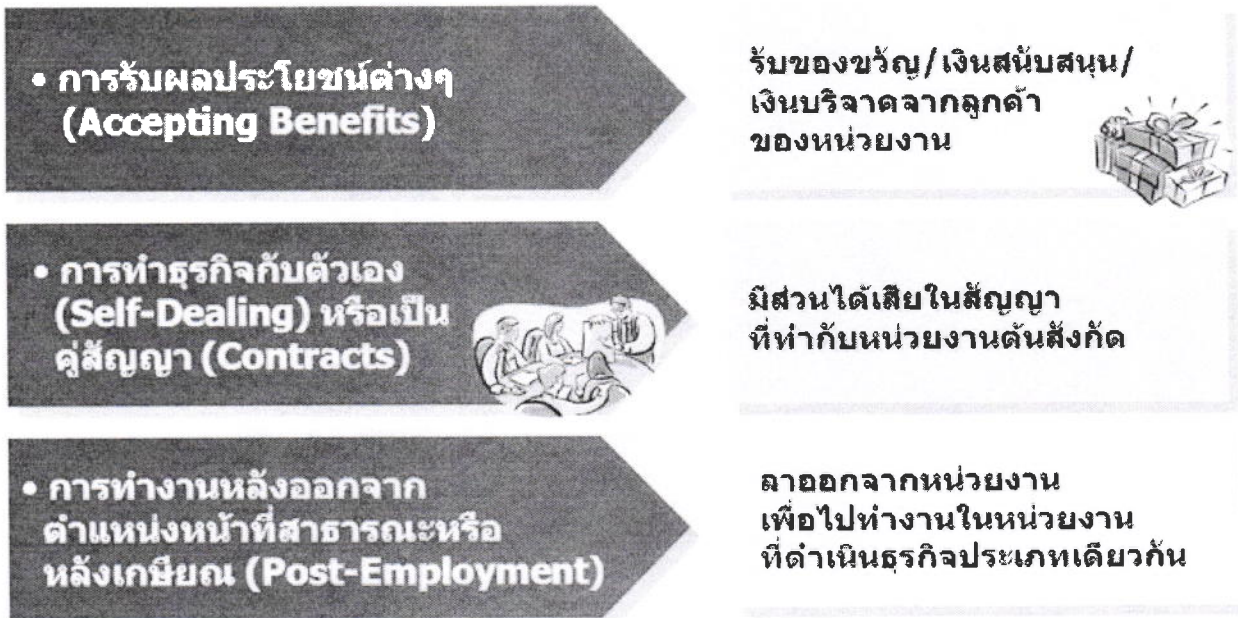 • การรับผลประโยชน์ต่างๆ
(Accepting Benefits)
รับของขวัญ/เงินสนับสนุน/
เงินบริจาคจากลูกค้า
ของหน่วยงาน
• การทำธุรกิจกับตัวเอง
(Self-Dealing) หรือเป็น
คู่สัญญา (Contracts)
มีส่วนได้เสียในสัญญา
ที่ทำกับหน่วยงานต้นสังกัด
• การทำงานหลังออกจาก
ตำแหน่งหน้าที่สาธารณะหรือ
หลังเกษียณ (Post-Employment)
ลาออกจากหน่วยงาน
เพื่อไปทำงานในหน่วยงาน
ที่ดำเนินธุรกิจประเภทเดียวกัน